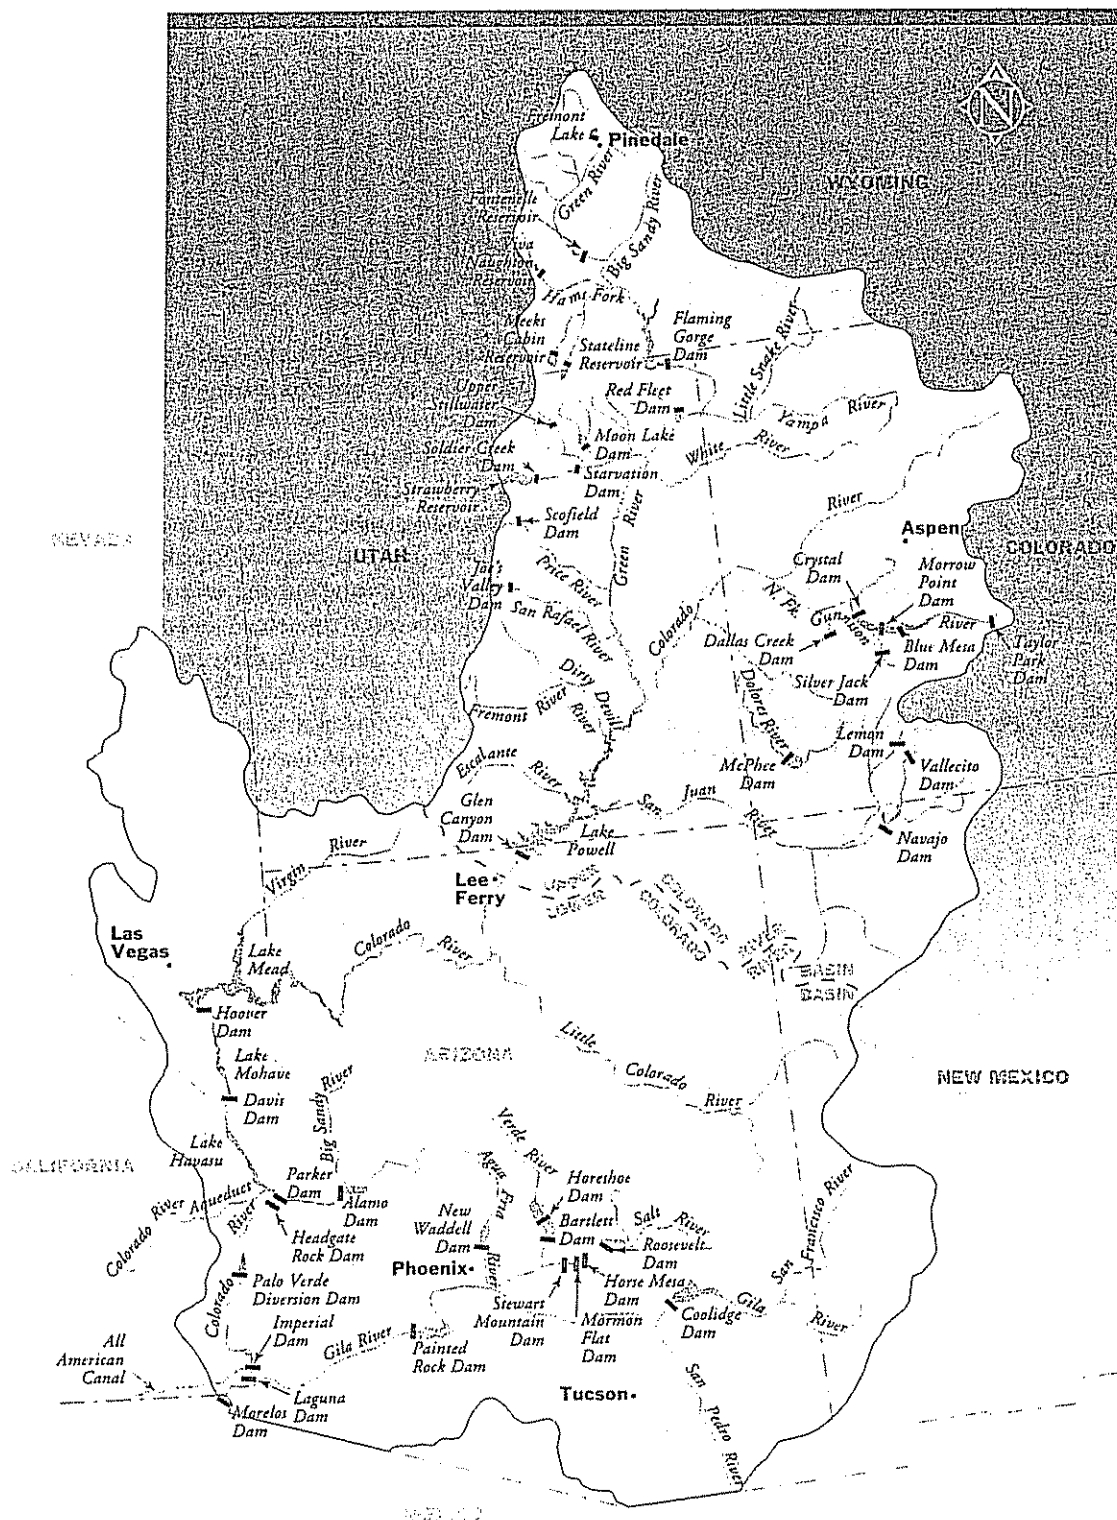 N
Fremont
Lake
Pinedale
WYOMING
Green River
Big Sandy River
Fontenelle
Reservoir
Viva
Naughton
Reservoir
Hams Fork
Meeks
Cabin
Reservoir
Stateline
Reservoir
Flaming
Gorge
Dam
Little Snake River
Upper
Stillwater
Dam
Red Fleet
Dam
Yampa River
Moon Lake
Dam
White River
Soldier Creek
Dam
Starvation
Dam
Strawberry
Reservoir
Scofield
Dam
Green River
River
Aspen
NEVADA
UTAH
COLORADO
Joe's
Valley
Dam
Price River
San Rafael River
Crystal
Dam
Morrow
Point
Dam
N. Fk.
Gunnison River
Colorado
Dallas Creek
Dam
Blue Mesa
Dam
Taylor
Park
Dam
Silver Jack
Dam
Dirty Devil
River
Fremont River
Dolores River
Lemon
Dam
McPhee
Dam
Vallecito
Dam
Escalante River
San Juan River
Glen
Canyon
Dam
Lake
Powell
Navajo
Dam
Virgin River
Lee
Ferry
UPPER COLORADO RIVER BASIN
LOWER COLORADO RIVER BASIN
Las
Vegas
Lake
Mead
Colorado River
Hoover
Dam
Lake
Mohave
ARIZONA
Little Colorado River
NEW MEXICO
Davis
Dam
Big Sandy River
Verde River
Lake
Havasu
CALIFORNIA
Parker
Dam
Alamo
Dam
Agua Fria River
Horeshoe
Dam
Colorado River Aqueduct
Headgate
Rock Dam
New
Waddell
Dam
Bartlett
Dam
Salt River
Roosevelt
Dam
San Francisco River
Phoenix
Colorado River
Palo Verde
Diversion Dam
Horse Mesa
Dam
Stewart
Mountain
Dam
Mormon
Flat
Dam
Coolidge
Dam
Gila River
Imperial
Dam
Gila River
Painted
Rock Dam
All
American
Canal
Laguna
Dam
Morelos
Dam
Tucson
San Pedro River
MEXICO